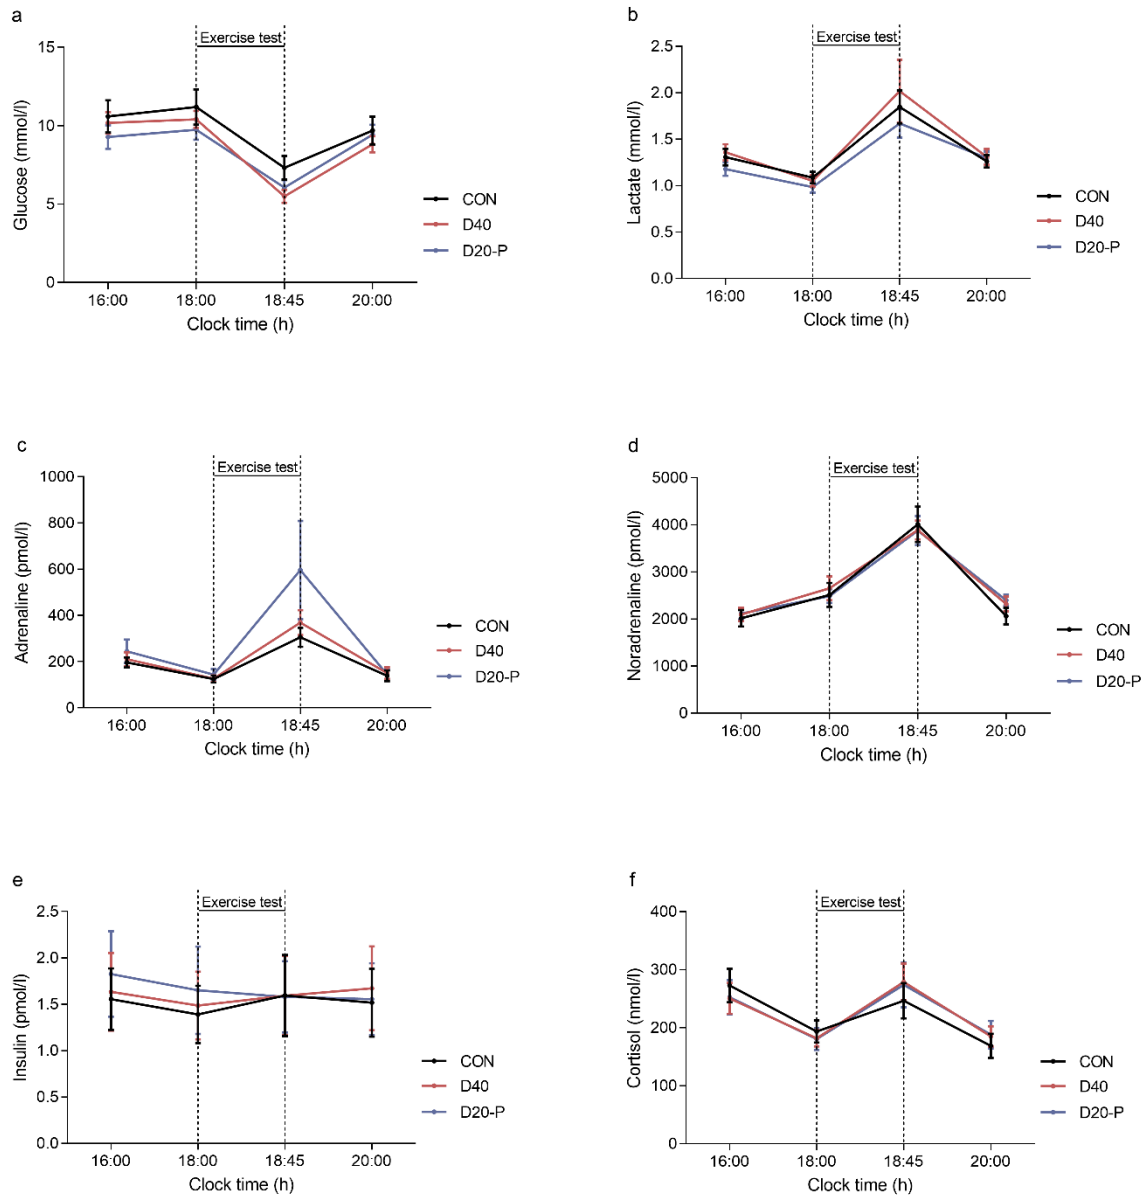 a
Exercise test
15
10
5
0
Glucose (mmol/l)
16:00 18:00 18:45 20:00
Clock time (h)
CON
D40
D20-P
b
Exercise test
2.5
2.0
1.5
1.0
0.5
0.0
Lactate (mmol/l)
16:00 18:00 18:45 20:00
Clock time (h)
CON
D40
D20-P
c
Exercise test
1000
800
600
400
200
0
Adrenaline (pmol/l)
16:00 18:00 18:45 20:00
Clock time (h)
CON
D40
D20-P
d
Exercise test
5000
4000
3000
2000
1000
0
Noradrenaline (pmol/l)
16:00 18:00 18:45 20:00
Clock time (h)
CON
D40
D20-P
e
Exercise test
2.5
2.0
1.5
1.0
0.5
0.0
Insulin (pmol/l)
16:00 18:00 18:45 20:00
Clock time (h)
CON
D40
D20-P
f
Exercise test
400
300
200
100
0
Cortisol (nmol/l)
16:00 18:00 18:45 20:00
Clock time (h)
CON
D40
D20-P